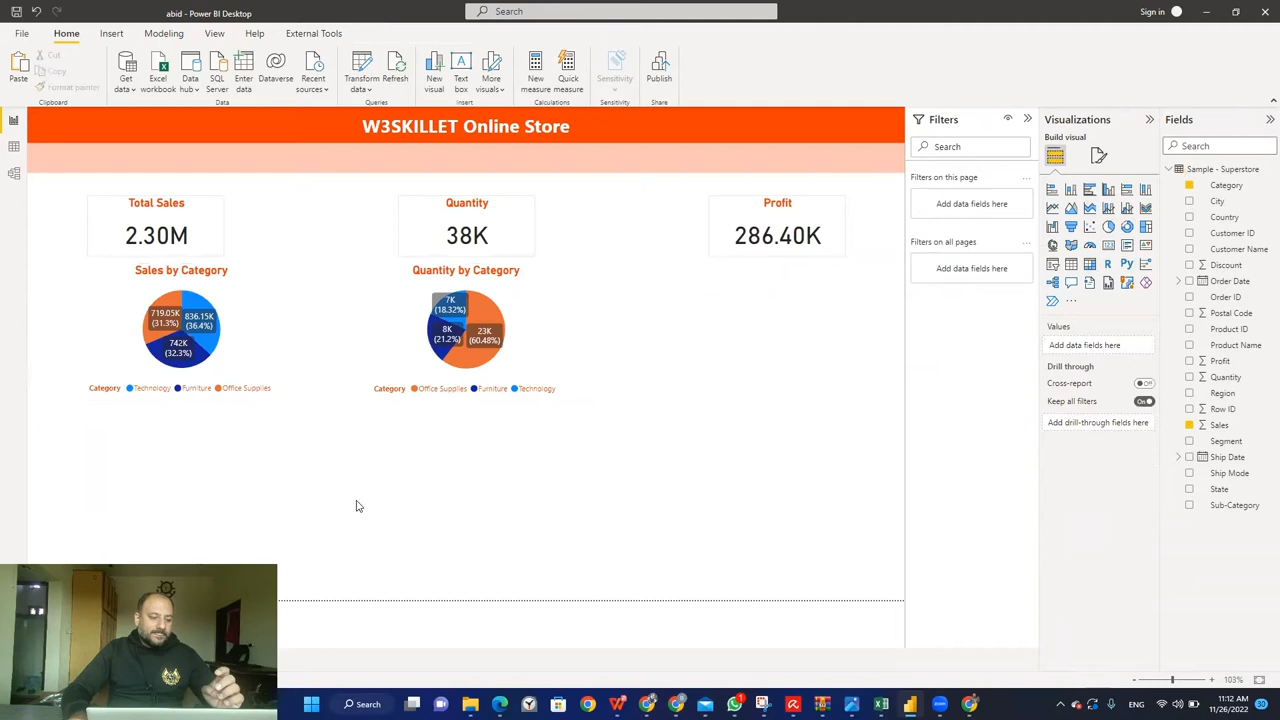 abid - Power BI Desktop
Search
Sign in
File
Home
Insert
Modeling
View
Help
External Tools
Paste
Cut
Copy
Format painter
Clipboard
Get data
Excel workbook
Data hub
SQL Server
Enter data
Dataverse
Recent sources
Data
Transform data
Refresh
Queries
New visual
Text box
More visuals
Insert
New measure
Quick measure
Calculations
Sensitivity
Sensitivity
Publish
Share
W3SKILLET Online Store
Total Sales
2.30M
Quantity
38K
Profit
286.40K
Sales by Category
719.05K
(31.3%)
836.15K
(36.4%)
742K
(32.3%)
Category Technology Furniture Office Supplies
Quantity by Category
7K
(18.32%)
8K
(21.2%)
23K
(60.48%)
Category Office Supplies Furniture Technology
Filters
Search
Filters on this page
...
Add data fields here
Filters on all pages
...
Add data fields here
Visualizations
Build visual
R
Py
...
Values
Add data fields here
Drill through
Cross-report
Off
Keep all filters
On
Add drill-through fields here
Fields
Search
Sample - Superstore
Category
City
Country
Customer ID
Customer Name
Discount
Order Date
Order ID
Postal Code
Product ID
Product Name
Profit
Quantity
Region
Row ID
Sales
Segment
Ship Date
Ship Mode
State
Sub-Category
103%
Search
ENG
11:12 AM
11/26/2022